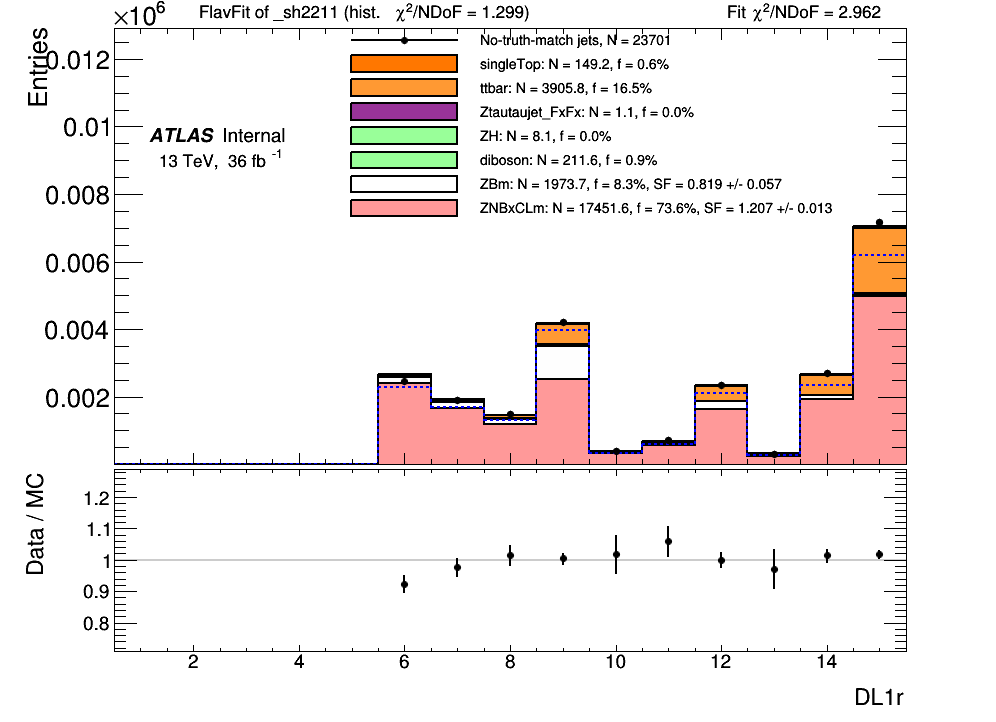 ×10⁶
FlavFit of _sh2211 (hist. χ²/NDoF = 1.299)
Fit χ²/NDoF = 2.962
Entries
0.012
0.01
0.008
0.006
0.004
0.002
ATLAS Internal
13 TeV, 36 fb⁻¹
No-truth-match jets, N = 23701
singleTop: N = 149.2, f = 0.6%
ttbar: N = 3905.8, f = 16.5%
Ztautaujet_FxFx: N = 1.1, f = 0.0%
ZH: N = 8.1, f = 0.0%
diboson: N = 211.6, f = 0.9%
ZBm: N = 1973.7, f = 8.3%, SF = 0.819 +/- 0.057
ZNBxCLm: N = 17451.6, f = 73.6%, SF = 1.207 +/- 0.013
Data / MC
1.2
1.1
1
0.9
0.8
2 4 6 8 10 12 14
DL1r